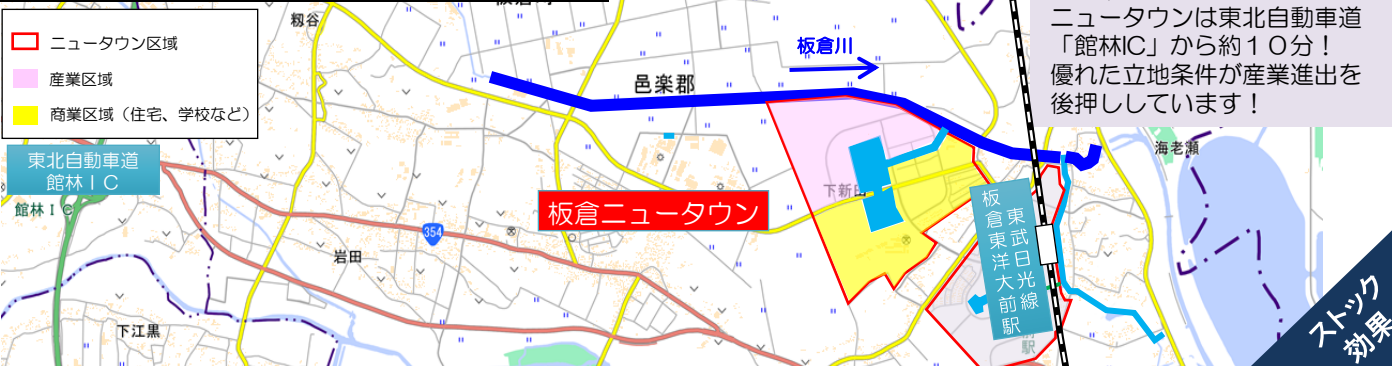 籾谷
ニュータウン区域
産業区域
商業区域（住宅、学校など）
東北自動車道
館林ＩＣ
館林ＩＣ
354
岩田
下江黒
邑楽郡
板倉川
板倉ニュータウン
下新田
東武日光線
板倉東洋大前駅
海老瀬
ニュータウンは東北自動車道
「館林IC」から約１０分！
優れた立地条件が産業進出を
後押ししています！
ストック
効果